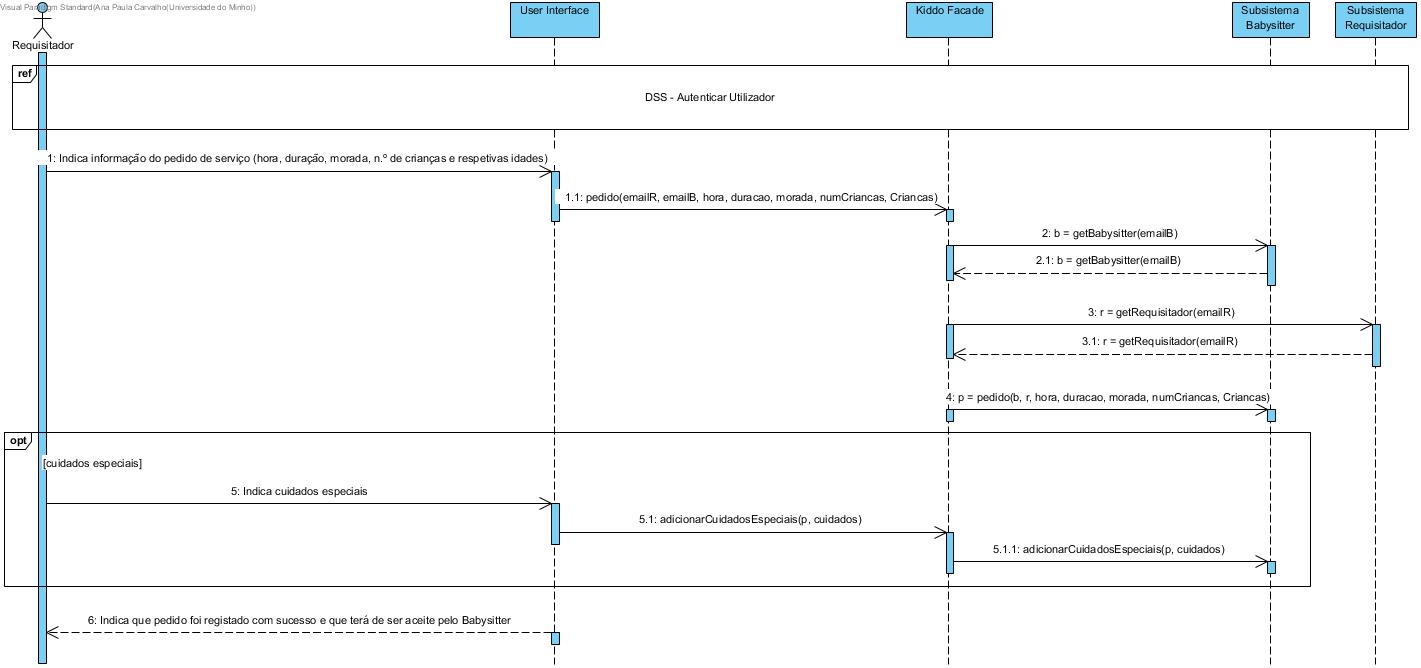 Visual Paradigm Standard(Ana Paula Carvalho(Universidade do Minho))
Requisitador
User Interface
Kiddo Facade
Subsistema
Babysitter
Subsistema
Requisitador
ref
DSS - Autenticar Utilizador
1: Indica informação do pedido de serviço (hora, duração, morada, n.º de crianças e respetivas idades)
1.1: pedido(emailR, emailB, hora, duracao, morada, numCriancas, Criancas)
2: b = getBabysitter(emailB)
2.1: b = getBabysitter(emailB)
3: r = getRequisitador(emailR)
3.1: r = getRequisitador(emailR)
4: p = pedido(b, r, hora, duracao, morada, numCriancas, Criancas)
opt
[cuidados especiais]
5: Indica cuidados especiais
5.1: adicionarCuidadosEspeciais(p, cuidados)
5.1.1: adicionarCuidadosEspeciais(p, cuidados)
6: Indica que pedido foi registado com sucesso e que terá de ser aceite pelo Babysitter